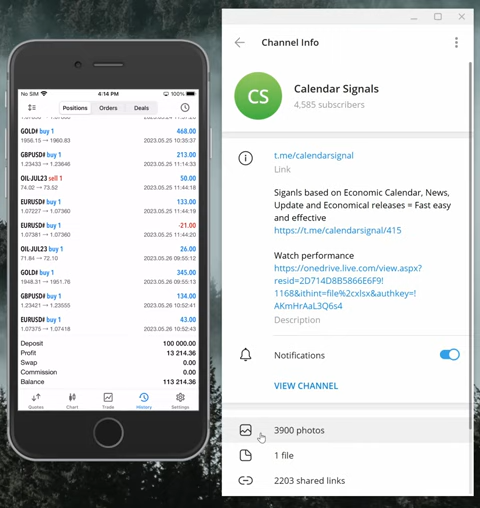 No SIM
4:14 PM
100%
Positions
Orders
Deals
GOLD# buy 1
468.00
1956.15 → 1960.83
2023.05.25 10:35:37
GBPUSD# buy 1
213.00
1.23433 → 1.23646
2023.05.25 11:14:33
OIL-JUL23 sell 1
50.00
74.02 → 73.52
2023.05.25 11:44:18
EURUSD# buy 1
133.00
1.07227 → 1.07360
2023.05.25 11:44:19
EURUSD# buy 1
-21.00
1.07381 → 1.07360
2023.05.25 11:44:20
OIL-JUL23 buy 1
26.00
71.84 → 72.10
2023.05.26 09:55:12
GOLD# buy 1
345.00
1948.31 → 1951.76
2023.05.26 09:55:13
GBPUSD# buy 1
134.00
1.23421 → 1.23555
2023.05.26 10:52:41
EURUSD# buy 1
43.00
1.07375 → 1.07418
2023.05.26 10:52:43
Deposit
100 000.00
Profit
13 214.36
Swap
0.00
Commission
0.00
Balance
113 214.36
Quotes
Chart
Trade
History
Settings
Channel Info
CS
Calendar Signals
4,585 subscribers
t.me/calendarsignal
Link
Siganls based on Economic Calendar, News,
Update and Economical releases = Fast easy
and effective
https://t.me/calendarsignal/415
Watch performance
https://onedrive.live.com/view.aspx?
resid=2D714D8B5866E6F9!
1168&ithint=file%2cxlsx&authkey=!
AKmHrAaL3Q6s4
Description
Notifications
VIEW CHANNEL
3900 photos
1 file
2203 shared links